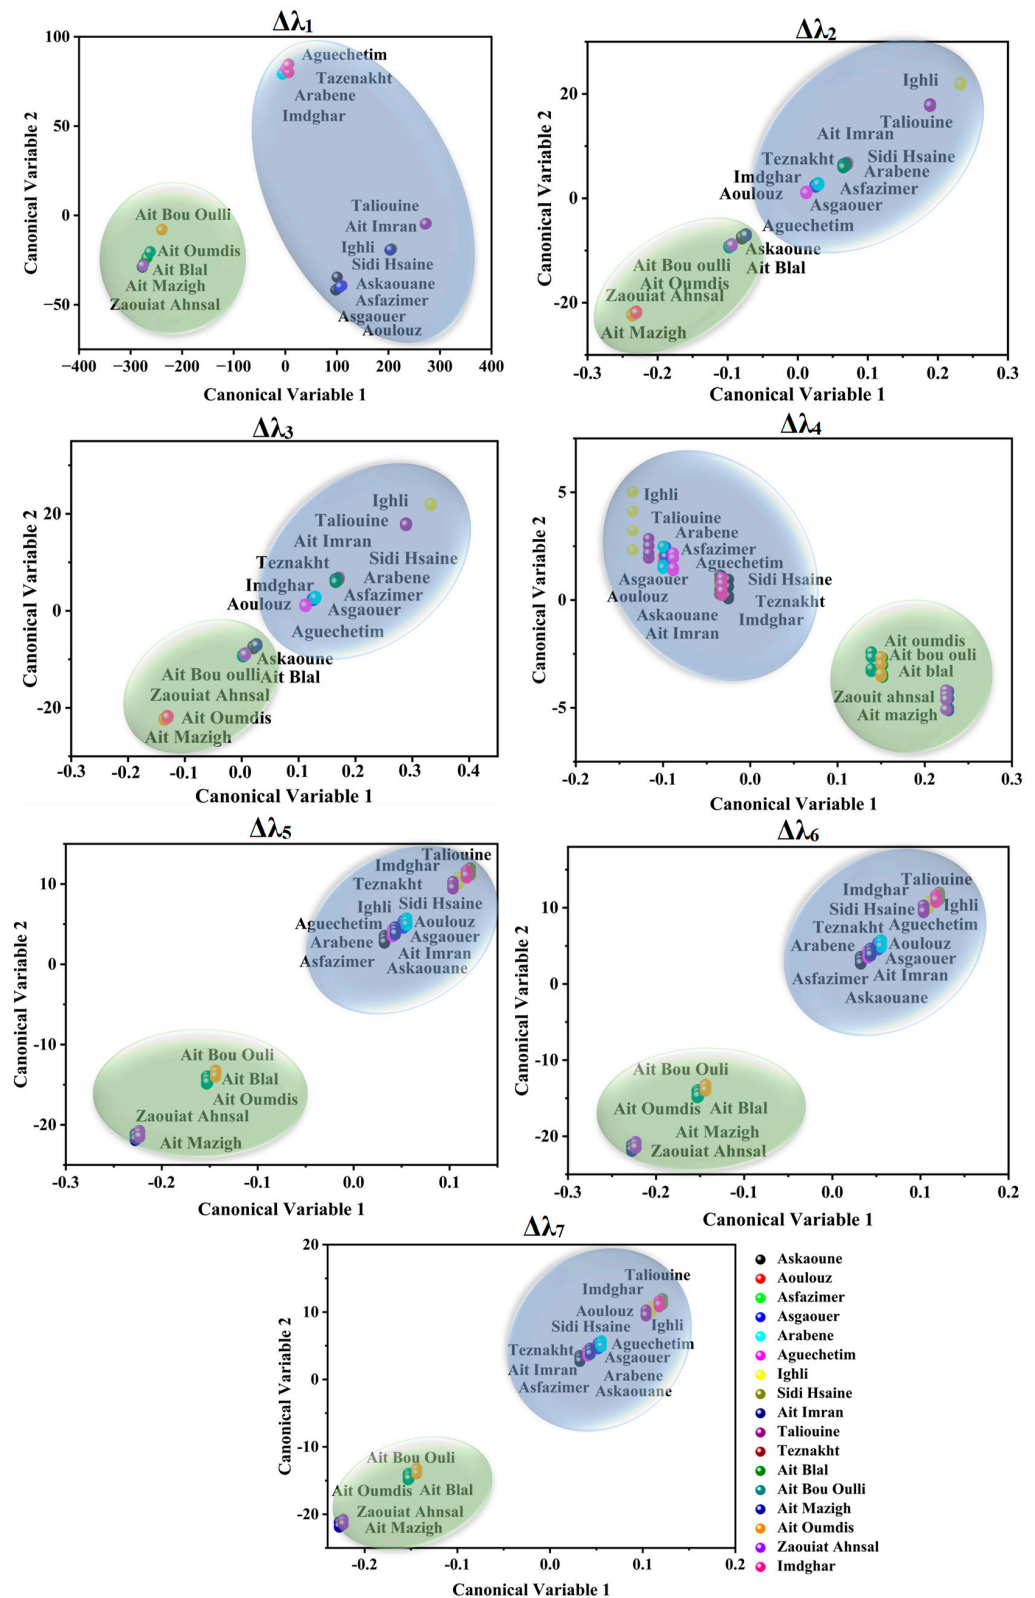 Δλ1
100
50
0
−50
−400
−300
−200
−100
0
100
200
300
400
Canonical Variable 2
Canonical Variable 1
Aguechetim
Tazenakht
Arabene
Imdghar
Taliouine
Ait Imran
Ighli
Sidi Hsaine
Askaouane
Asfazimer
Asgaouer
Aoulouz
Ait Bou Oulli
Ait Oumdis
Ait Blal
Ait Mazigh
Zaouiat Ahnsal
Δλ2
20
0
-20
-0.3
-0.2
-0.1
0.0
0.1
0.2
0.3
Canonical Variable 2
Canonical Variable 1
Ighli
Taliouine
Ait Imran
Teznakht
Sidi Hsaine
Imdghar
Arabene
Aoulouz
Asfazimer
Asgaouer
Aguechetim
Askaoune
Ait Blal
Ait Bou oulli
Ait Oumdis
Zaouiat Ahnsal
Ait Mazigh
Δλ3
20
0
-20
-0.3
-0.2
-0.1
0.0
0.1
0.2
0.3
0.4
Canonical Variable 2
Canonical Variable 1
Ighli
Taliouine
Ait Imran
Teznakht
Sidi Hsaine
Imdghar
Arabene
Aoulouz
Asfazimer
Asgaouer
Aguechetim
Askaoune
Ait Bou oulli
Ait Blal
Zaouiat Ahnsal
Ait Oumdis
Ait Mazigh
Δλ4
5
0
-5
-0.2
-0.1
0.0
0.1
0.2
0.3
Canonical Variable 2
Canonical Variable 1
Ighli
Taliouine
Arabene
Asfazimer
Aguechetim
Asgaouer
Sidi Hsaine
Aoulouz
Teznakht
Askaouane
Imdghar
Ait Imran
Ait oumdis
Ait bou ouli
Ait blal
Zaouit ahnsal
Ait mazigh
Δλ5
10
0
-10
-20
-0.3
-0.2
-0.1
0.0
0.1
Canonical Variable 2
Canonical Variable 1
Taliouine
Imdghar
Teznakht
Ighli
Sidi Hsaine
Aguechetim
Aoulouz
Arabene
Asgaouer
Ait Imran
Asfazimer
Askaouane
Ait Bou Ouli
Ait Blal
Ait Oumdis
Zaouiat Ahnsal
Ait Mazigh
Δλ6
10
0
-10
-20
-0.3
-0.2
-0.1
0.0
0.1
0.2
Canonical Variable 2
Canonical Variable 1
Taliouine
Imdghar
Sidi Hsaine
Ighli
Teznakht
Aguechetim
Arabene
Aoulouz
Asgaouer
Asfazimer
Ait Imran
Askaouane
Ait Bou Ouli
Ait Oumdis
Ait Blal
Ait Mazigh
Zaouiat Ahnsal
Δλ7
20
10
0
-10
-20
-0.2
-0.1
0.0
0.1
0.2
Canonical Variable 2
Canonical Variable 1
Taliouine
Imdghar
Aoulouz
Sidi Hsaine
Ighli
Teznakht
Aguechetim
Asgaouer
Ait Imran
Arabene
Asfazimer
Askaouane
Ait Bou Ouli
Ait Oumdis
Ait Blal
Zaouiat Ahnsal
Ait Mazigh
Askaoune
Aoulouz
Asfazimer
Asgaouer
Arabene
Aguechetim
Ighli
Sidi Hsaine
Ait Imran
Taliouine
Teznakht
Ait Blal
Ait Bou Oulli
Ait Mazigh
Ait Oumdis
Zaouiat Ahnsal
Imdghar